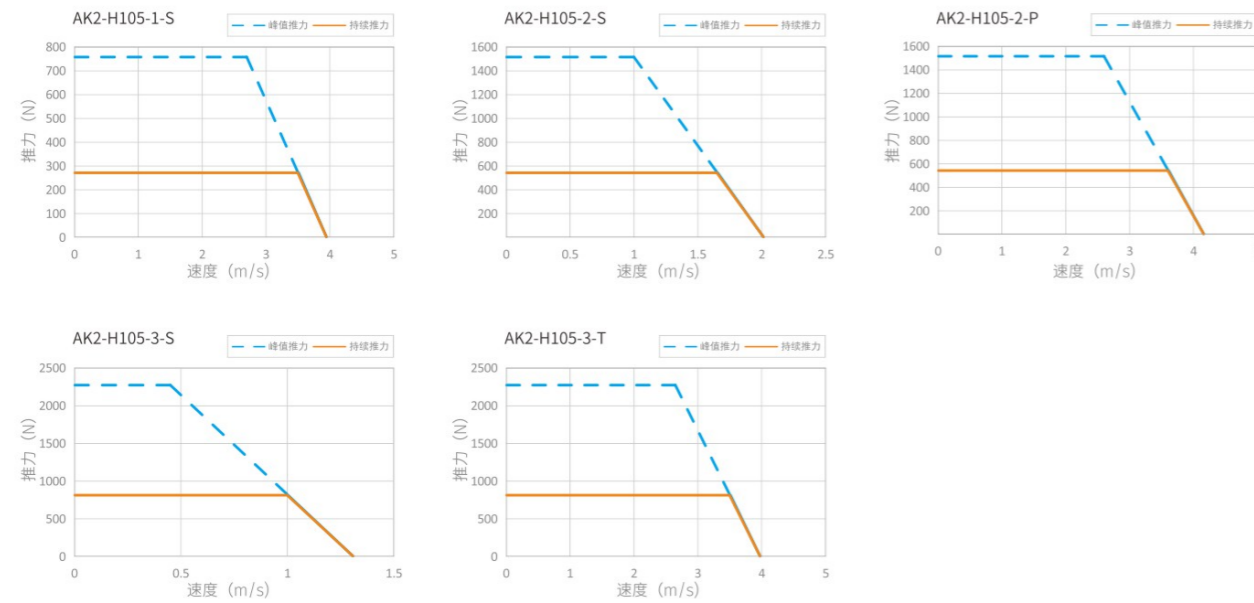 AK2-H105-1-S
峰值推力 持续推力
推力（N）
800
700
600
500
400
300
200
100
0
0 1 2 3 4 5
速度（m/s）
AK2-H105-2-S
峰值推力 持续推力
推力（N）
1600
1400
1200
1000
800
600
400
200
0 0.5 1 1.5 2 2.5
速度（m/s）
AK2-H105-2-P
峰值推力 持续推力
推力（N）
1600
1400
1200
1000
800
600
400
200
0 1 2 3 4
速度（m/s）
AK2-H105-3-S
峰值推力 持续推力
推力（N）
2500
2000
1500
1000
500
0
0 0.5 1 1.5
速度（m/s）
AK2-H105-3-T
峰值推力 持续推力
推力（N）
2500
2000
1500
1000
500
0
0 1 2 3 4 5
速度（m/s）